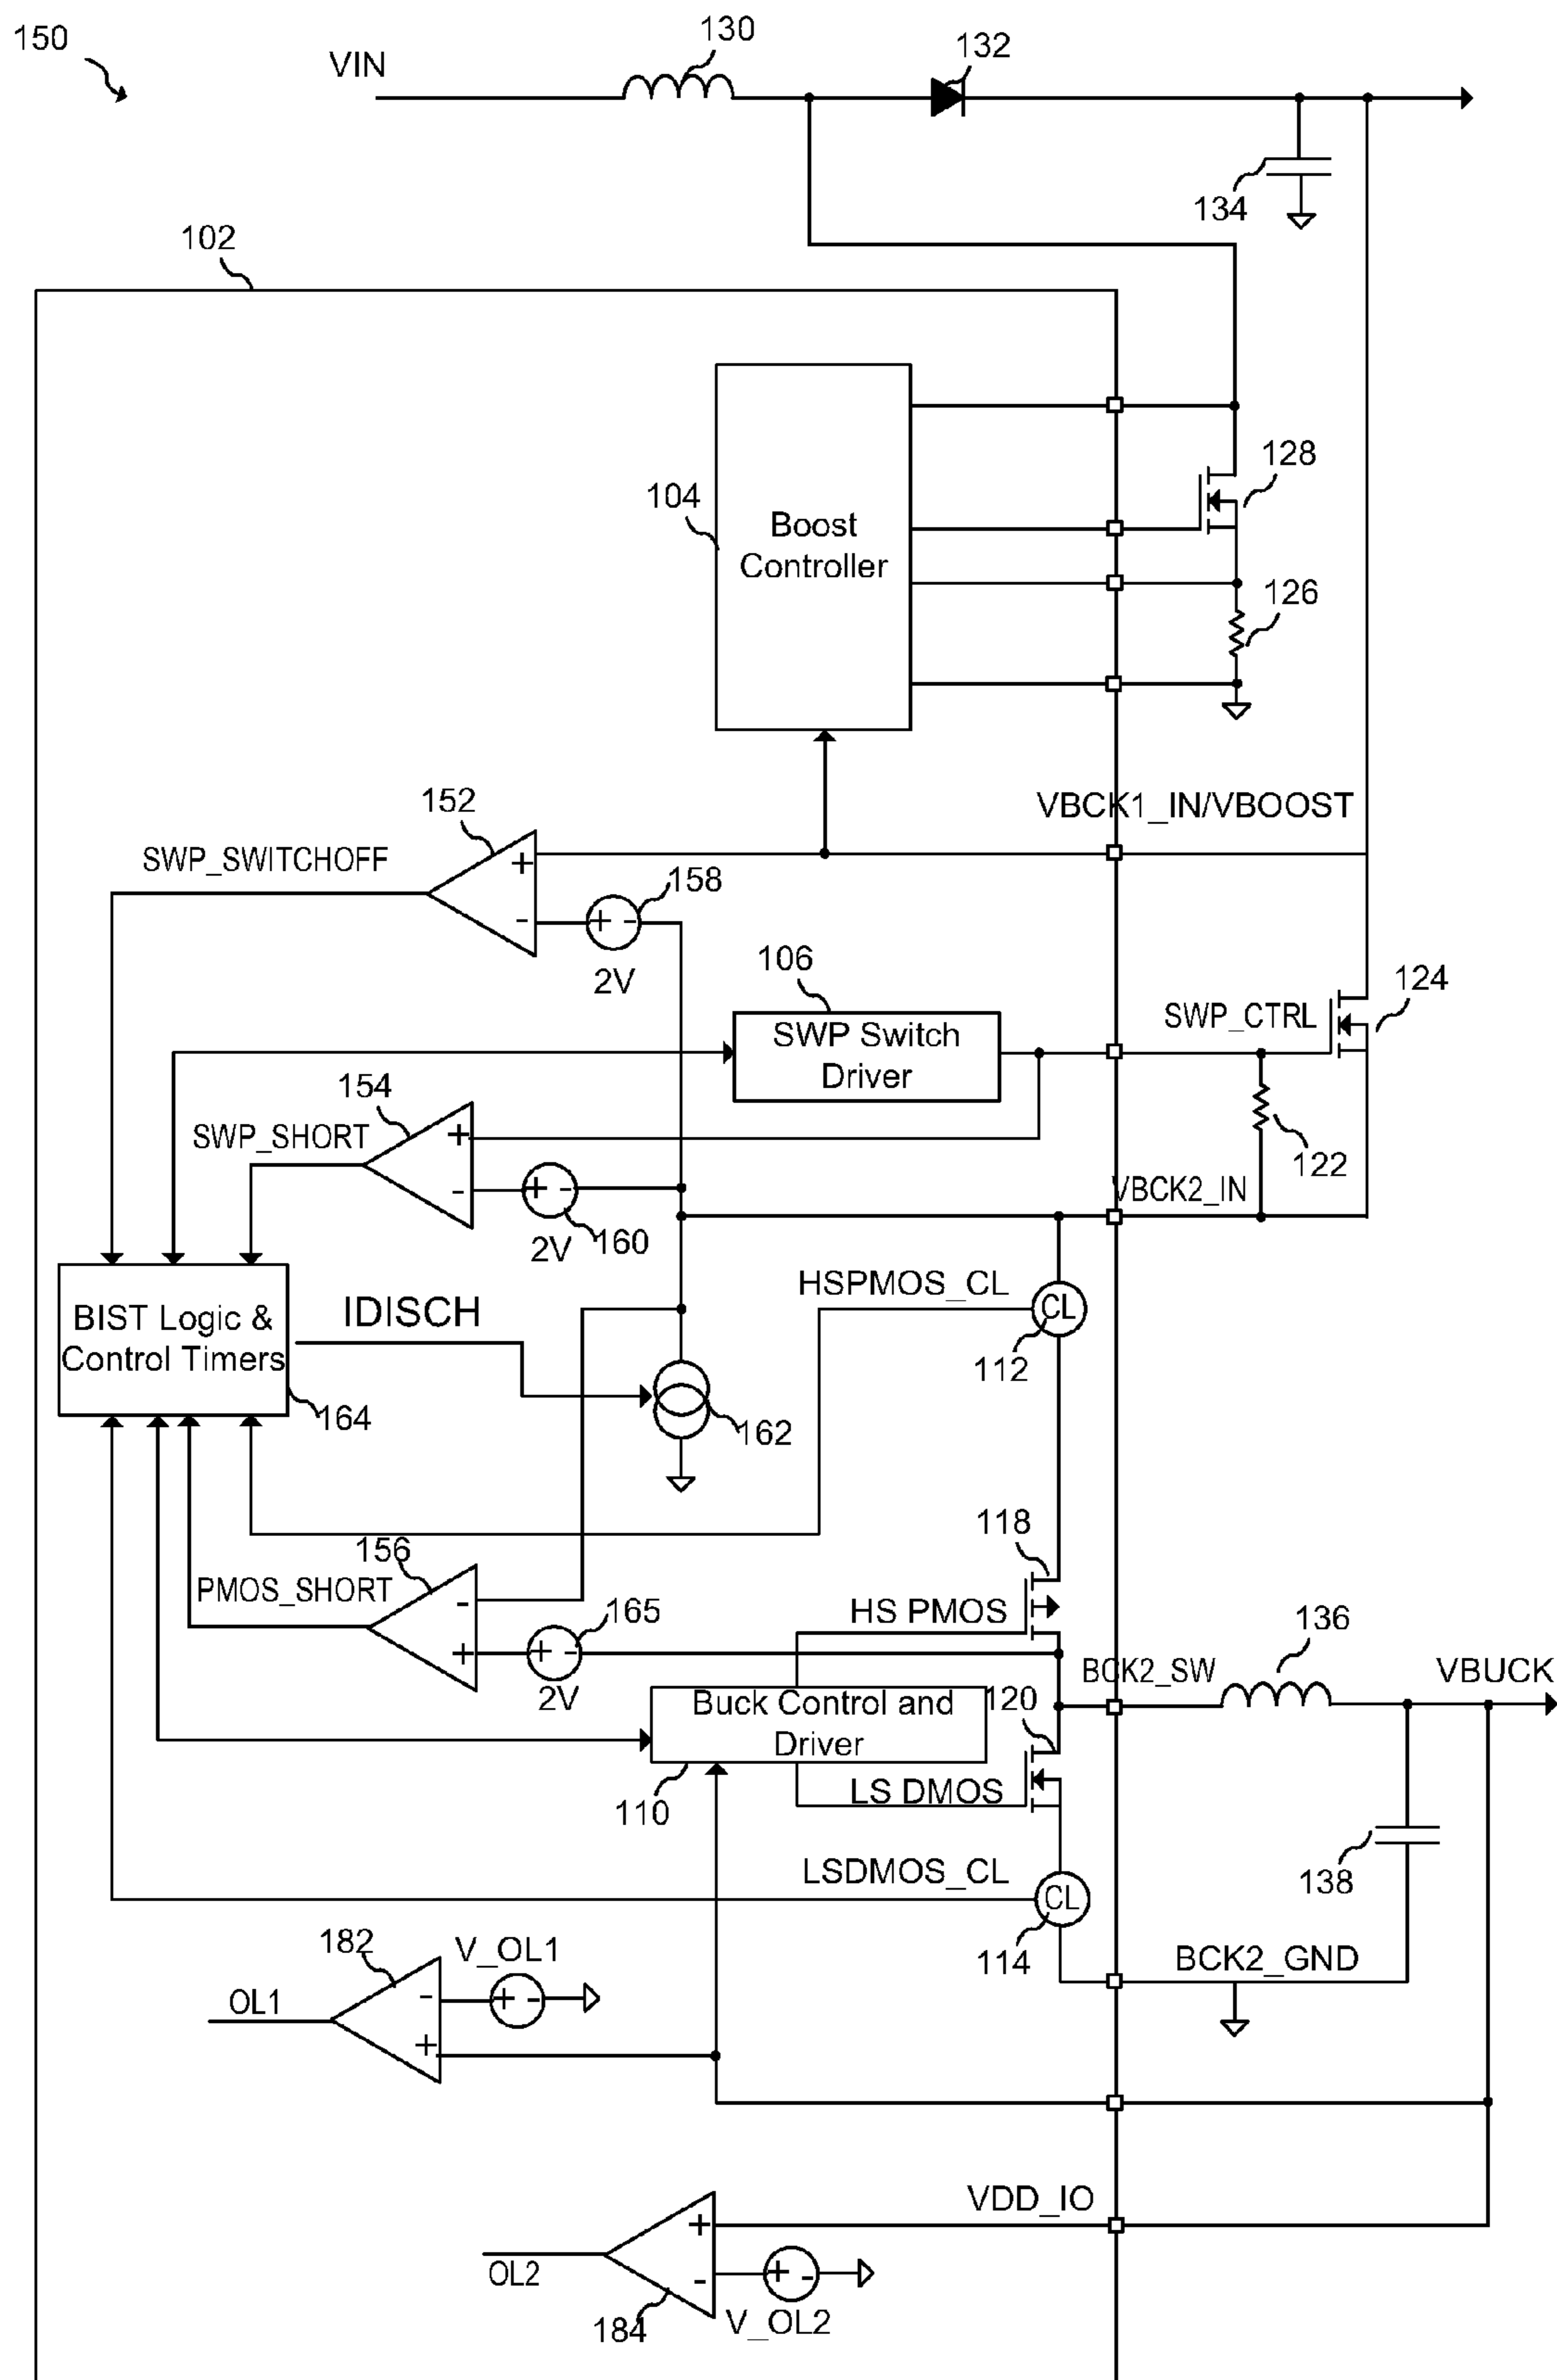 150
VIN
130
132
134
102
104
Boost
Controller
128
126
VBCK1_IN/VBOOST
152
SWP_SWITCHOFF
+
-
+ -
158
2V
106
SWP Switch
Driver
SWP_CTRL
124
154
SWP_SHORT
+
-
+ -
160
2V
122
VBCK2_IN
HSPMOS_CL
CL
112
BIST Logic &
Control Timers
164
IDISCH
162
118
156
PMOS_SHORT
-
+
+ -
165
2V
HS PMOS
136
BCK2_SW
VBUCK
Buck Control and
Driver
120
110
LS DMOS
138
LSDMOS_CL
CL
114
182
V_OL1
BCK2_GND
OL1
-
+
+ -
VDD_IO
+
-
+ -
OL2
184
V_OL2